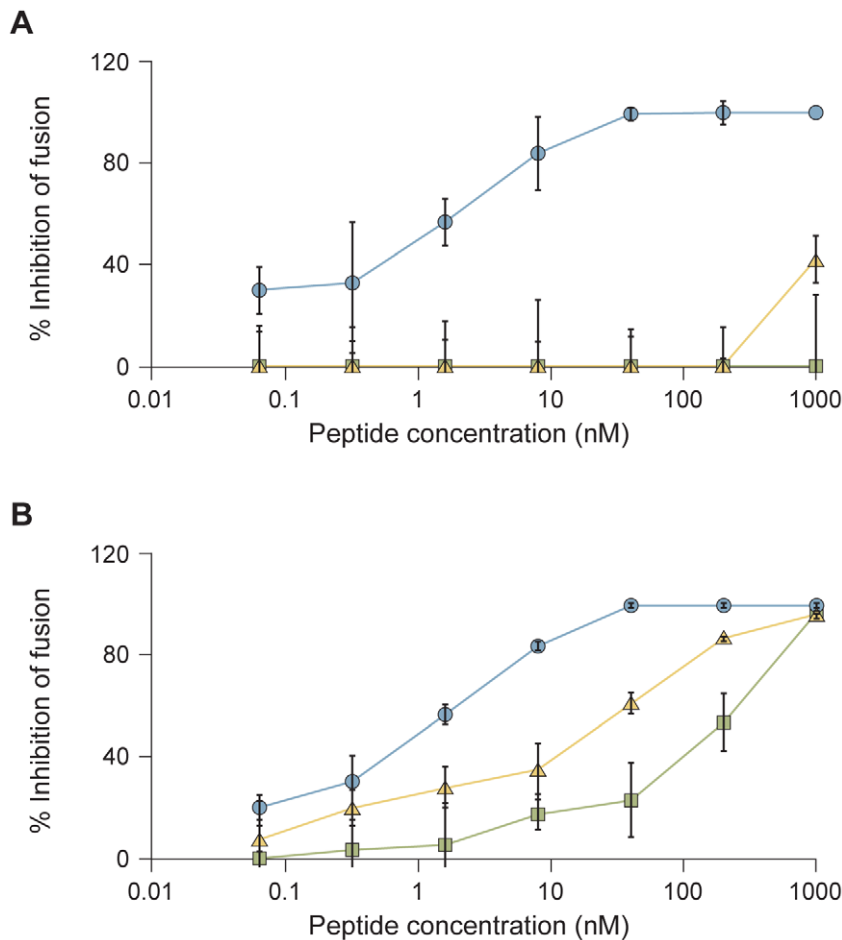 A
120
80
40
0
% Inhibition of fusion
0.01 0.1 1 10 100 1000
Peptide concentration (nM)
B
120
80
40
0
% Inhibition of fusion
0.01 0.1 1 10 100 1000
Peptide concentration (nM)